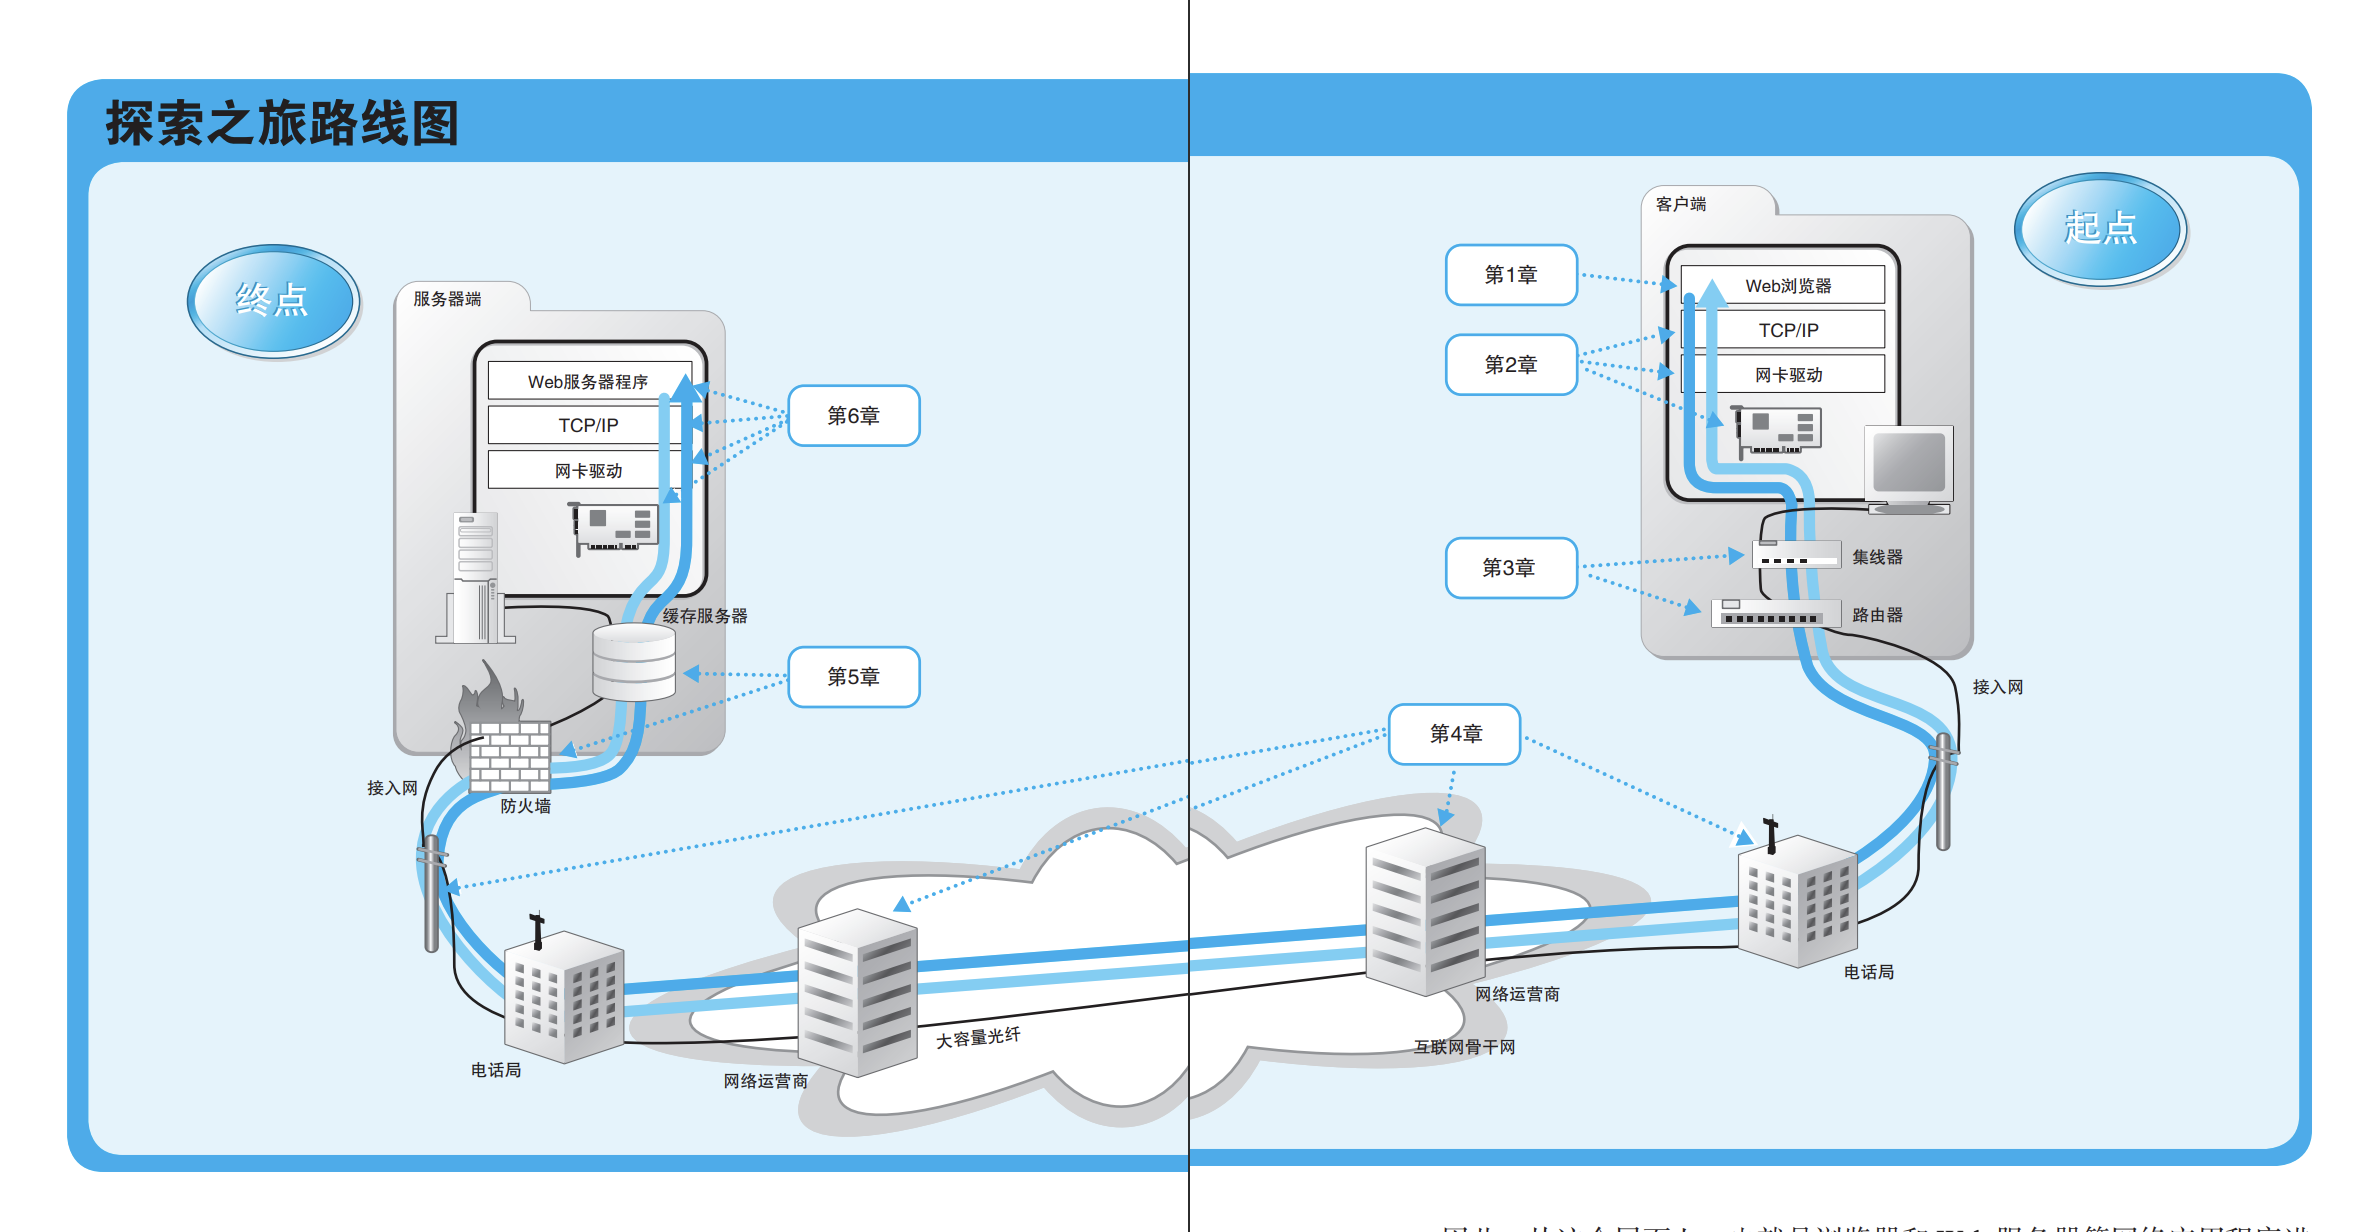 探索之旅路线图
终点
服务器端
Web服务器程序
TCP/IP
网卡驱动
第6章
缓存服务器
第5章
接入网
防火墙
电话局
网络运营商
大容量光纤
起点
客户端
第1章
Web浏览器
TCP/IP
第2章
网卡驱动
第3章
集线器
路由器
接入网
第4章
电话局
网络运营商
互联网骨干网